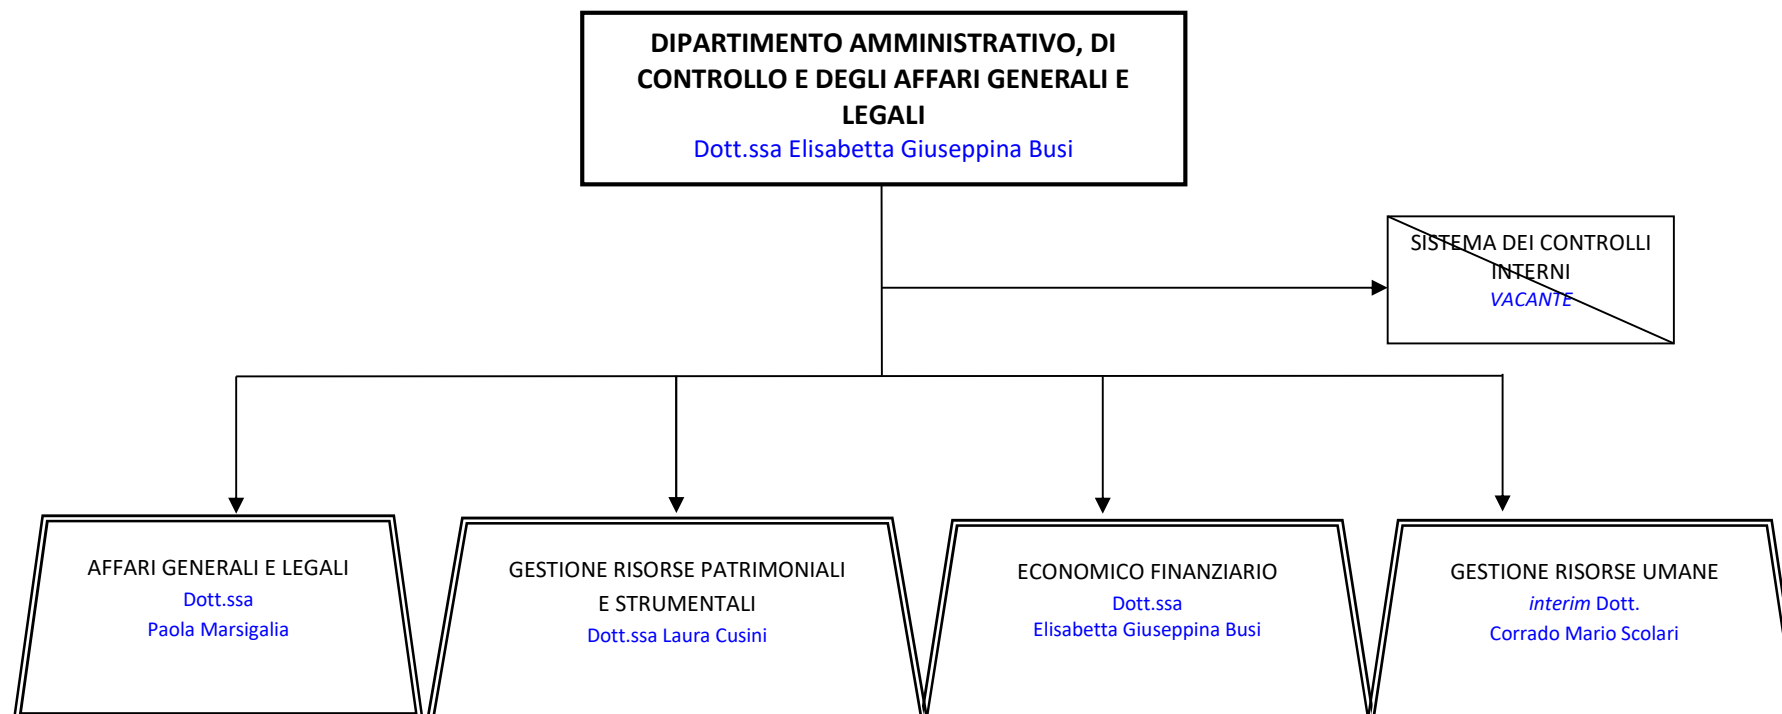 DIPARTIMENTO AMMINISTRATIVO, DI
CONTROLLO E DEGLI AFFARI GENERALI E
LEGALI
Dott.ssa Elisabetta Giuseppina Busi
SISTEMA DEI CONTROLLI
INTERNI
VACANTE
AFFARI GENERALI E LEGALI
Dott.ssa
Paola Marsigalia
GESTIONE RISORSE PATRIMONIALI
E STRUMENTALI
Dott.ssa Laura Cusini
ECONOMICO FINANZIARIO
Dott.ssa
Elisabetta Giuseppina Busi
GESTIONE RISORSE UMANE
interim Dott.
Corrado Mario Scolari